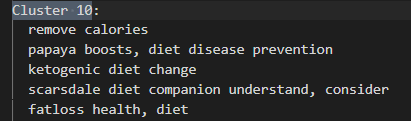 Cluster 10:
remove calories
papaya boosts, diet disease prevention
ketogenic diet change
scarsdale diet companion understand, consider
fatloss health, diet